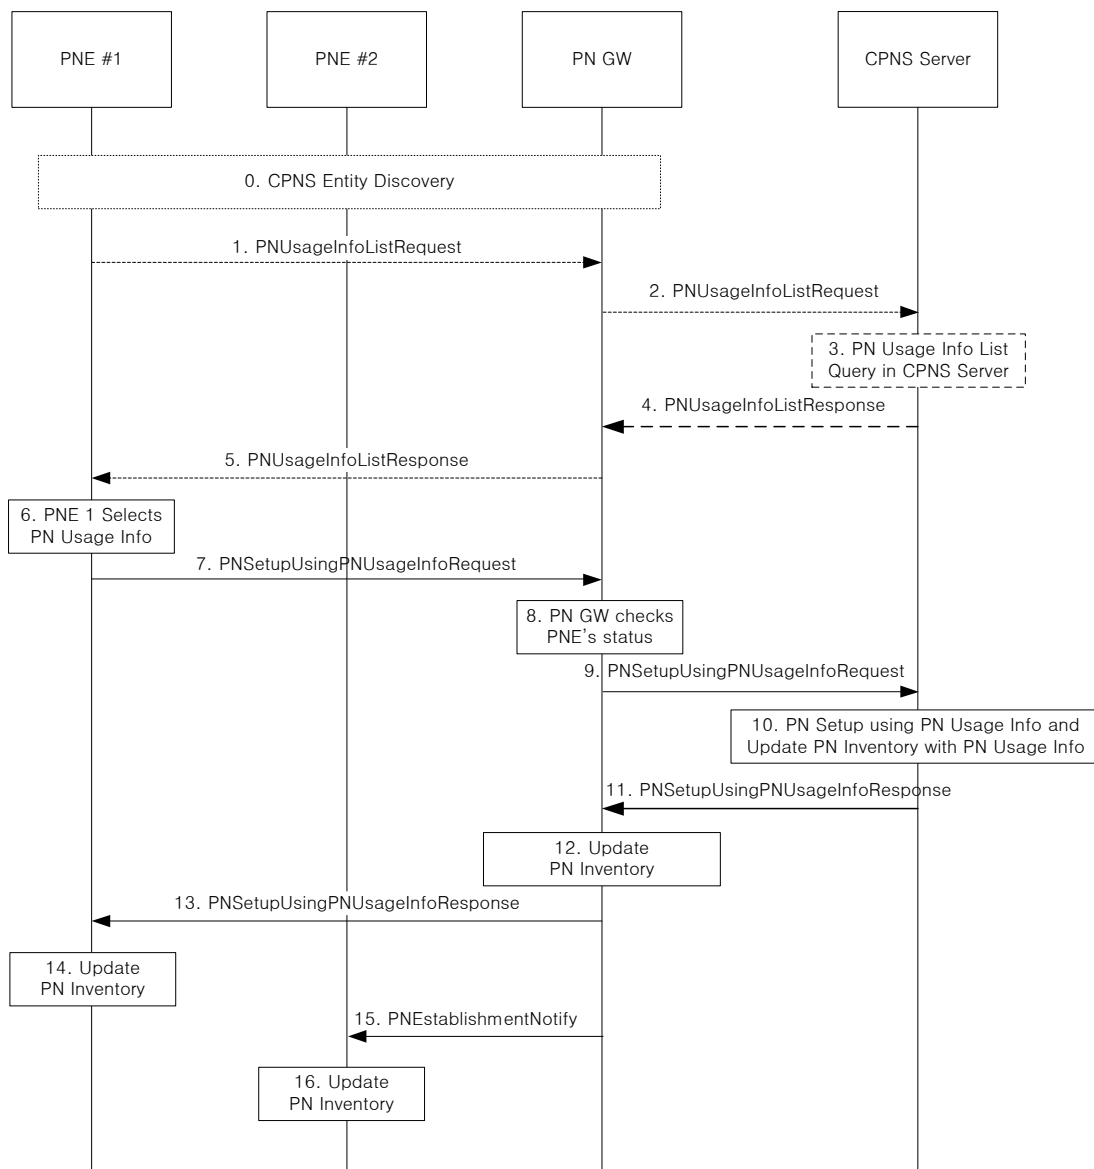 PNE #1
PNE #2
PN GW
CPNS Server
0. CPNS Entity Discovery
1. PNUsageInfoListRequest
2. PNUsageInfoListRequest
3. PN Usage Info List
Query in CPNS Server
4. PNUsageInfoListResponse
5. PNUsageInfoListResponse
6. PNE 1 Selects
PN Usage Info
7. PNSetupUsingPNUsageInfoRequest
8. PN GW checks
PNE's status
9. PNSetupUsingPNUsageInfoRequest
10. PN Setup using PN Usage Info and
Update PN Inventory with PN Usage Info
11. PNSetupUsingPNUsageInfoResponse
12. Update
PN Inventory
13. PNSetupUsingPNUsageInfoResponse
14. Update
PN Inventory
15. PNEstablishmentNotify
16. Update
PN Inventory